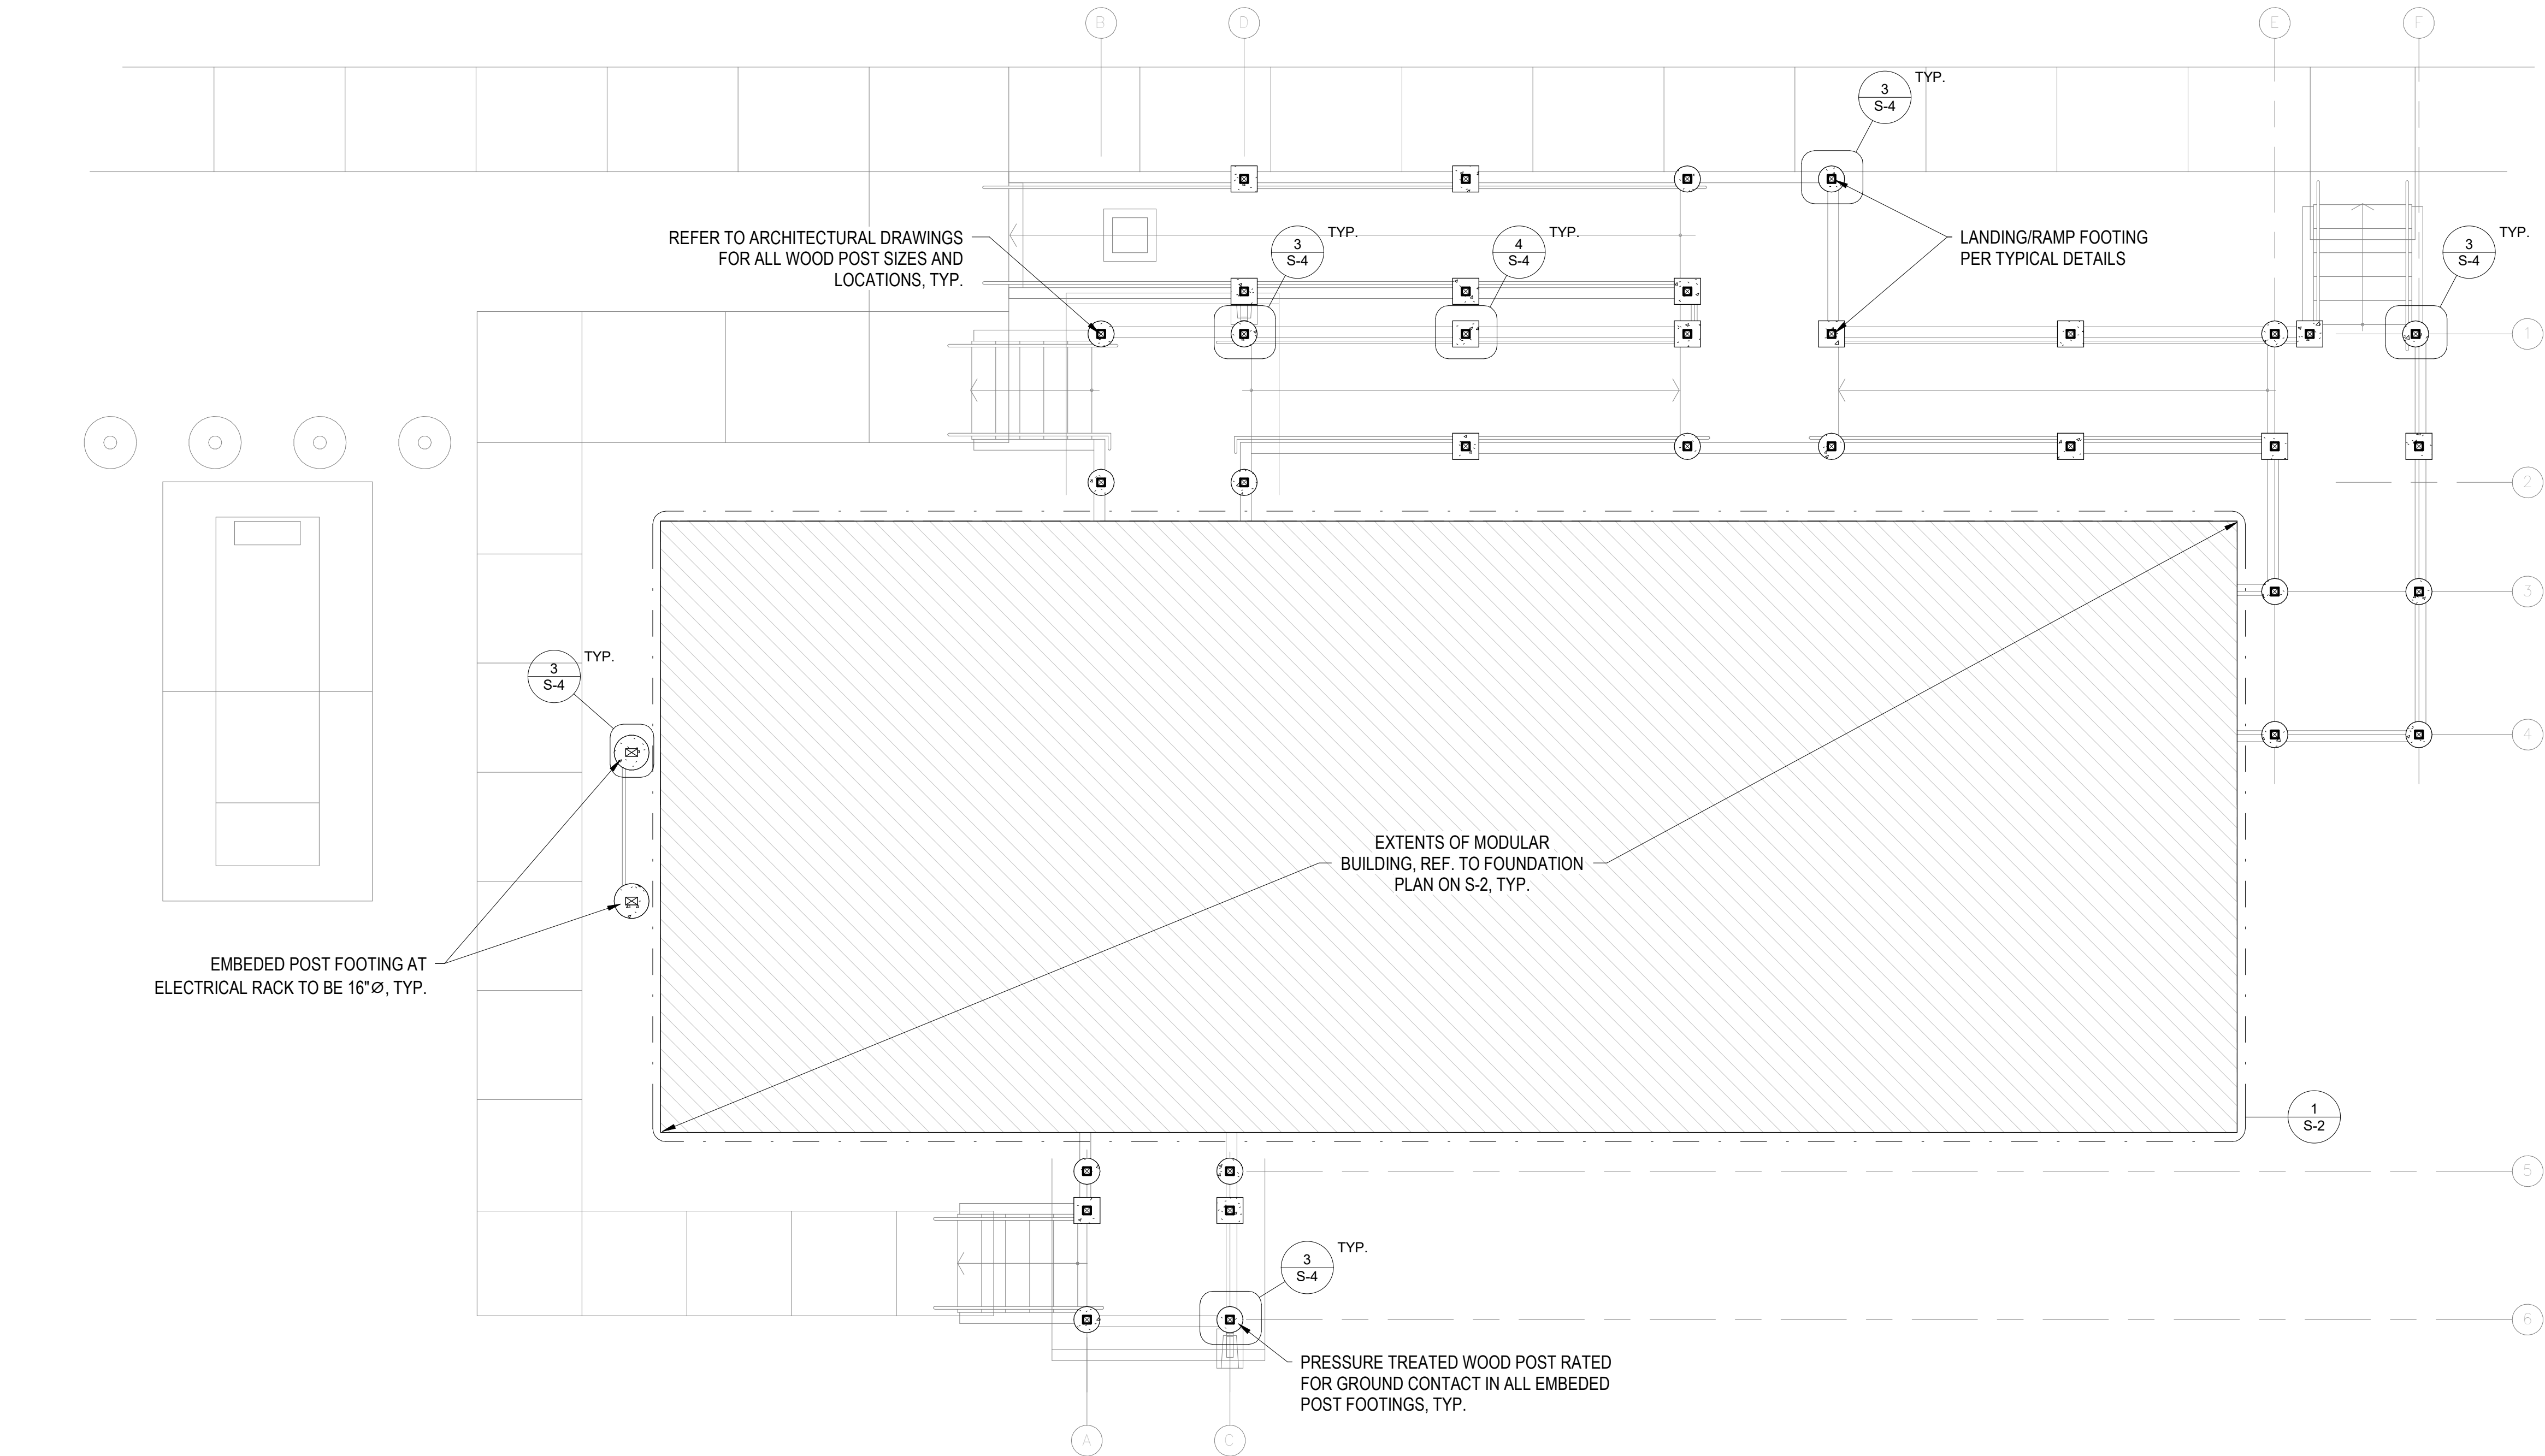 B
D
E
F
3
S-4
TYP.
REFER TO ARCHITECTURAL DRAWINGS
FOR ALL WOOD POST SIZES AND
LOCATIONS, TYP.
3
S-4
TYP.
4
S-4
TYP.
LANDING/RAMP FOOTING
PER TYPICAL DETAILS
3
S-4
TYP.
1
2
3
4
3
S-4
TYP.
EXTENTS OF MODULAR
BUILDING, REF. TO FOUNDATION
PLAN ON S-2, TYP.
EMBEDED POST FOOTING AT
ELECTRICAL RACK TO BE 16"Ø, TYP.
1
S-2
5
3
S-4
TYP.
6
PRESSURE TREATED WOOD POST RATED
FOR GROUND CONTACT IN ALL EMBEDED
POST FOOTINGS, TYP.
A
C